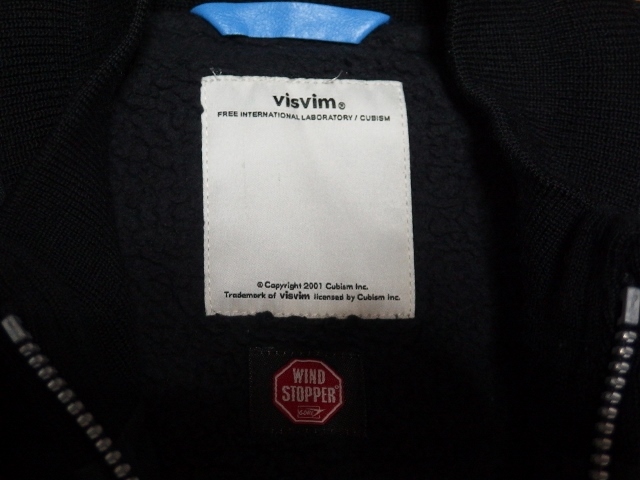 visvim®
FREE INTERNATIONAL LABORATORY / CUBISM
© Copyright 2001 Cubism Inc.
Trademark of visvim licensed by Cubism Inc.
WIND
STOPPER®